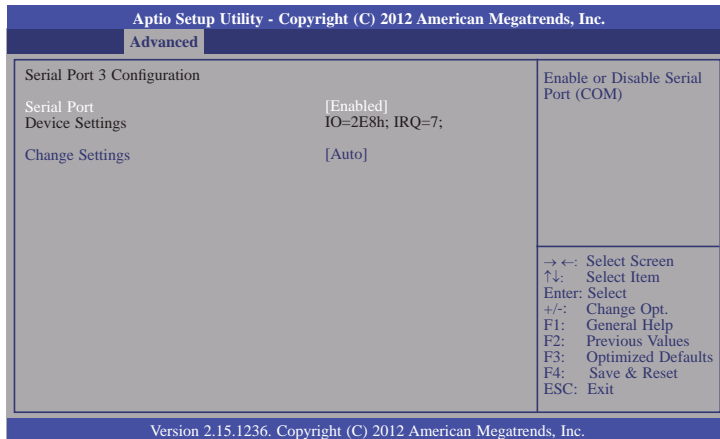 Aptio Setup Utility - Copyright (C) 2012 American Megatrends, Inc.
Advanced
Serial Port 3 Configuration
Serial Port [Enabled]
Device Settings IO=2E8h; IRQ=7;
Change Settings [Auto]
Enable or Disable Serial
Port (COM)
→ ←: Select Screen
↑↓: Select Item
Enter: Select
+/-: Change Opt.
F1: General Help
F2: Previous Values
F3: Optimized Defaults
F4: Save & Reset
ESC: Exit
Version 2.15.1236. Copyright (C) 2012 American Megatrends, Inc.